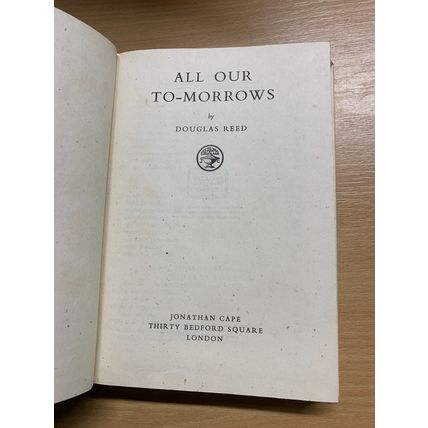 ALL OUR
TO-MORROWS
by
DOUGLAS REED
JONATHAN CAPE
THIRTY BEDFORD SQUARE
LONDON